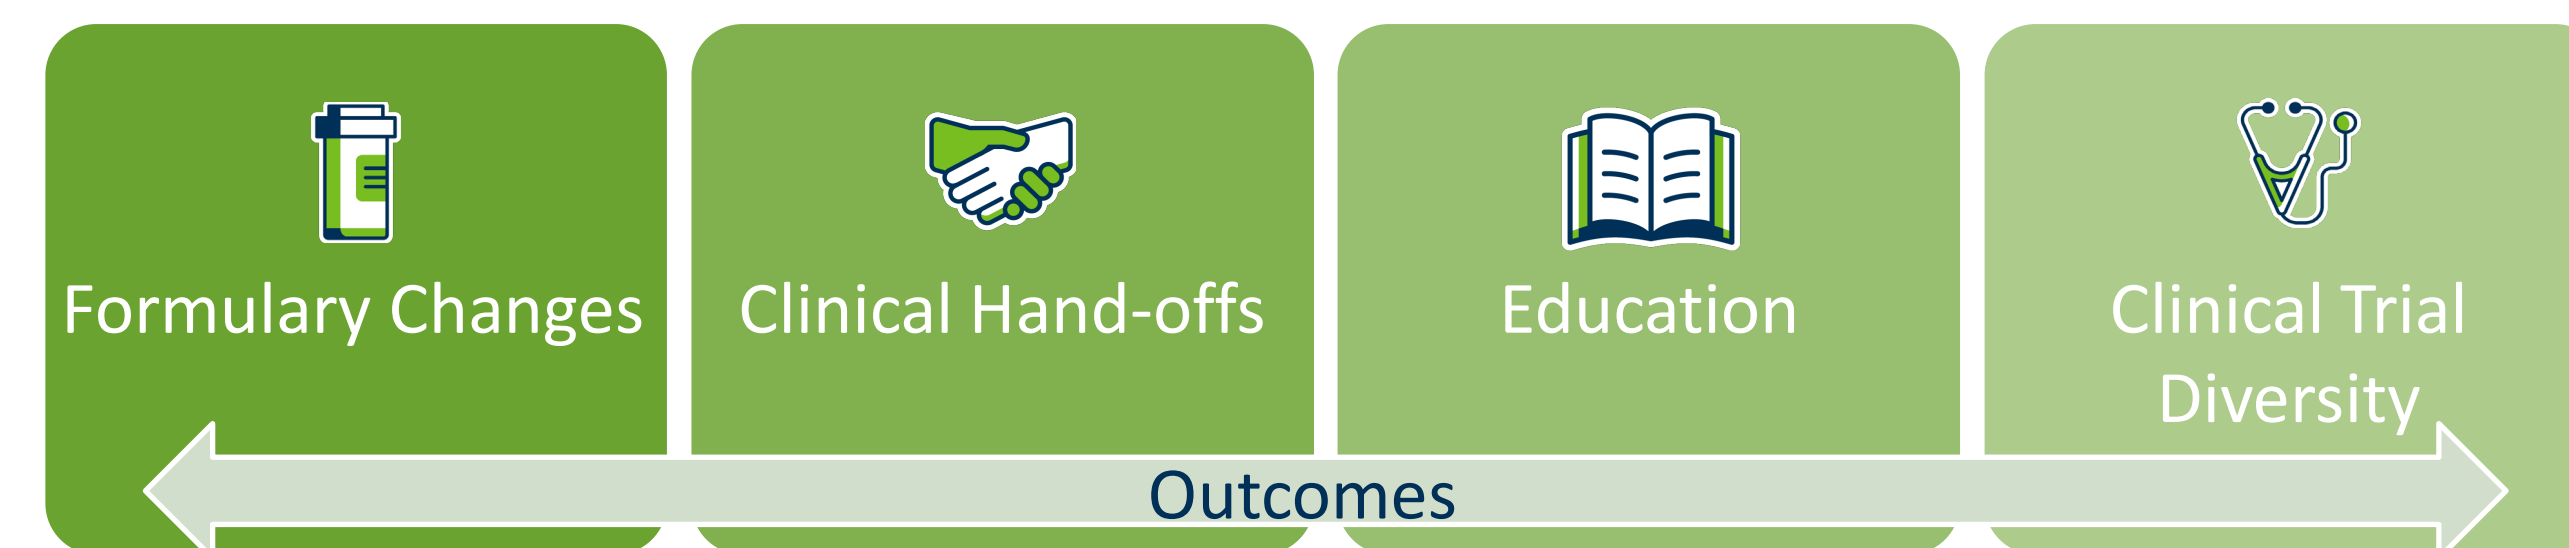 Formulary Changes
Clinical Hand-offs
Education
Clinical Trial
Diversity
Outcomes